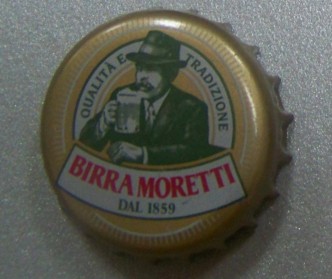 QUALITÀ E TRADIZIONE
BIRRA MORETTI
DAL 1859